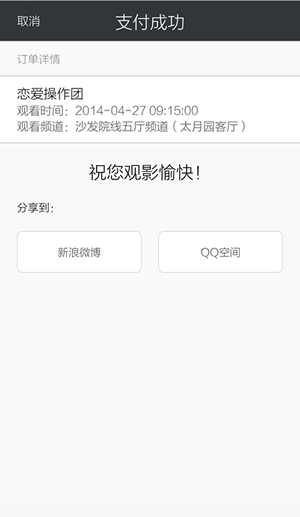 取消
支付成功
订单详情
恋爱操作团
观看时间：2014-04-27 09:15:00
观看频道：沙发院线五厅频道（太月园客厅）
祝您观影愉快！
分享到：
新浪微博
QQ空间